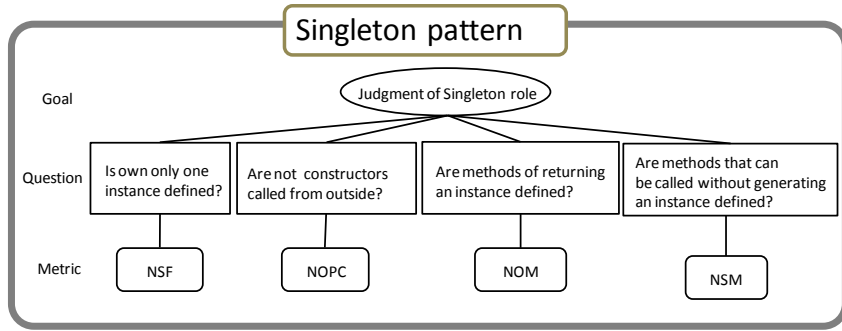 Singleton pattern
Goal
Judgment of Singleton role
Question
Is own only one
instance defined?
Are not constructors
called from outside?
Are methods of returning
an instance defined?
Are methods that can
be called without generating
an instance defined?
Metric
NSF
NOPC
NOM
NSM